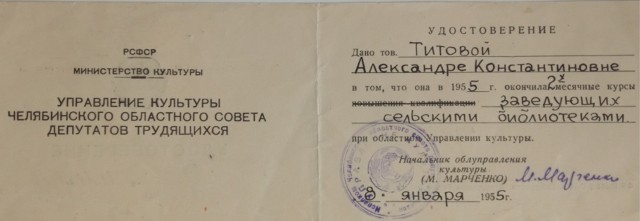 РСФСР
МИНИСТЕРСТВО КУЛЬТУРЫ
УПРАВЛЕНИЕ КУЛЬТУРЫ
ЧЕЛЯБИНСКОГО ОБЛАСТНОГО СОВЕТА
ДЕПУТАТОВ ТРУДЯЩИХСЯ
УДОСТОВЕРЕНИЕ
Дано тов. Титовой
Александре Константиновне
в том, что она в 1955 г. окончила 2х месячные курсы
повышения квалификации заведующих
сельскими библиотеками
при областном Управлении культуры.
Начальник облуправления
культуры
(М. МАРЧЕНКО) М.Марченко
8 января 1955 г.